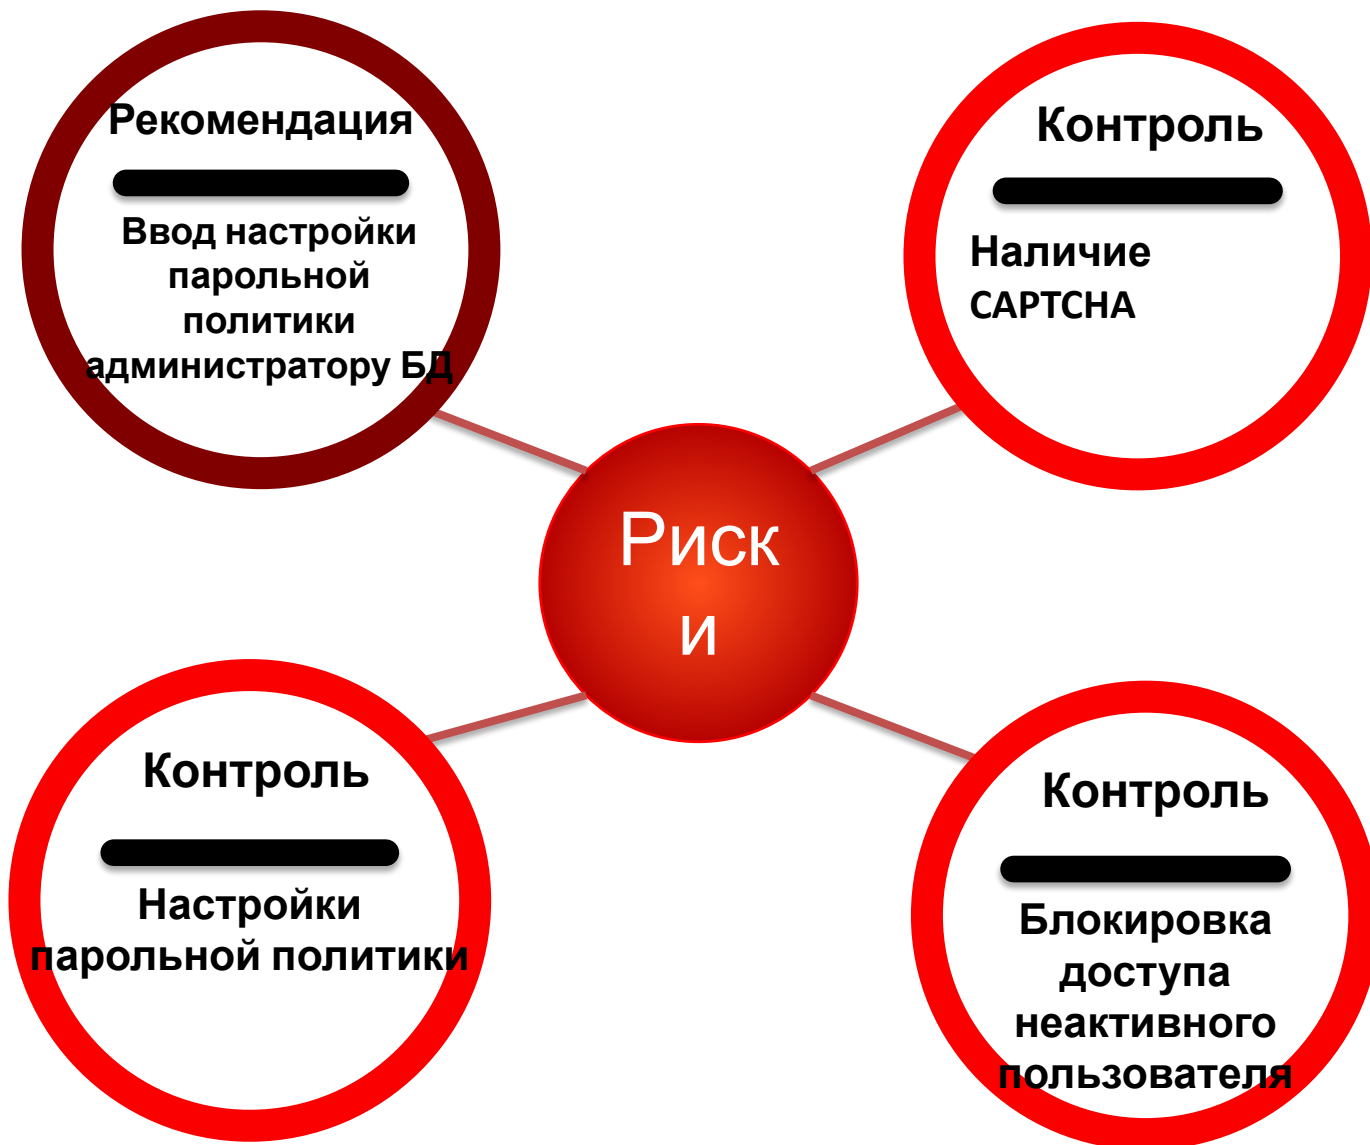 Рекомендация
Ввод настройки
парольной
политики
администратору БД
Контроль
Наличие
CAPTCHA
Риск
и
Контроль
Настройки
парольной политики
Контроль
Блокировка
доступа
неактивного
пользователя